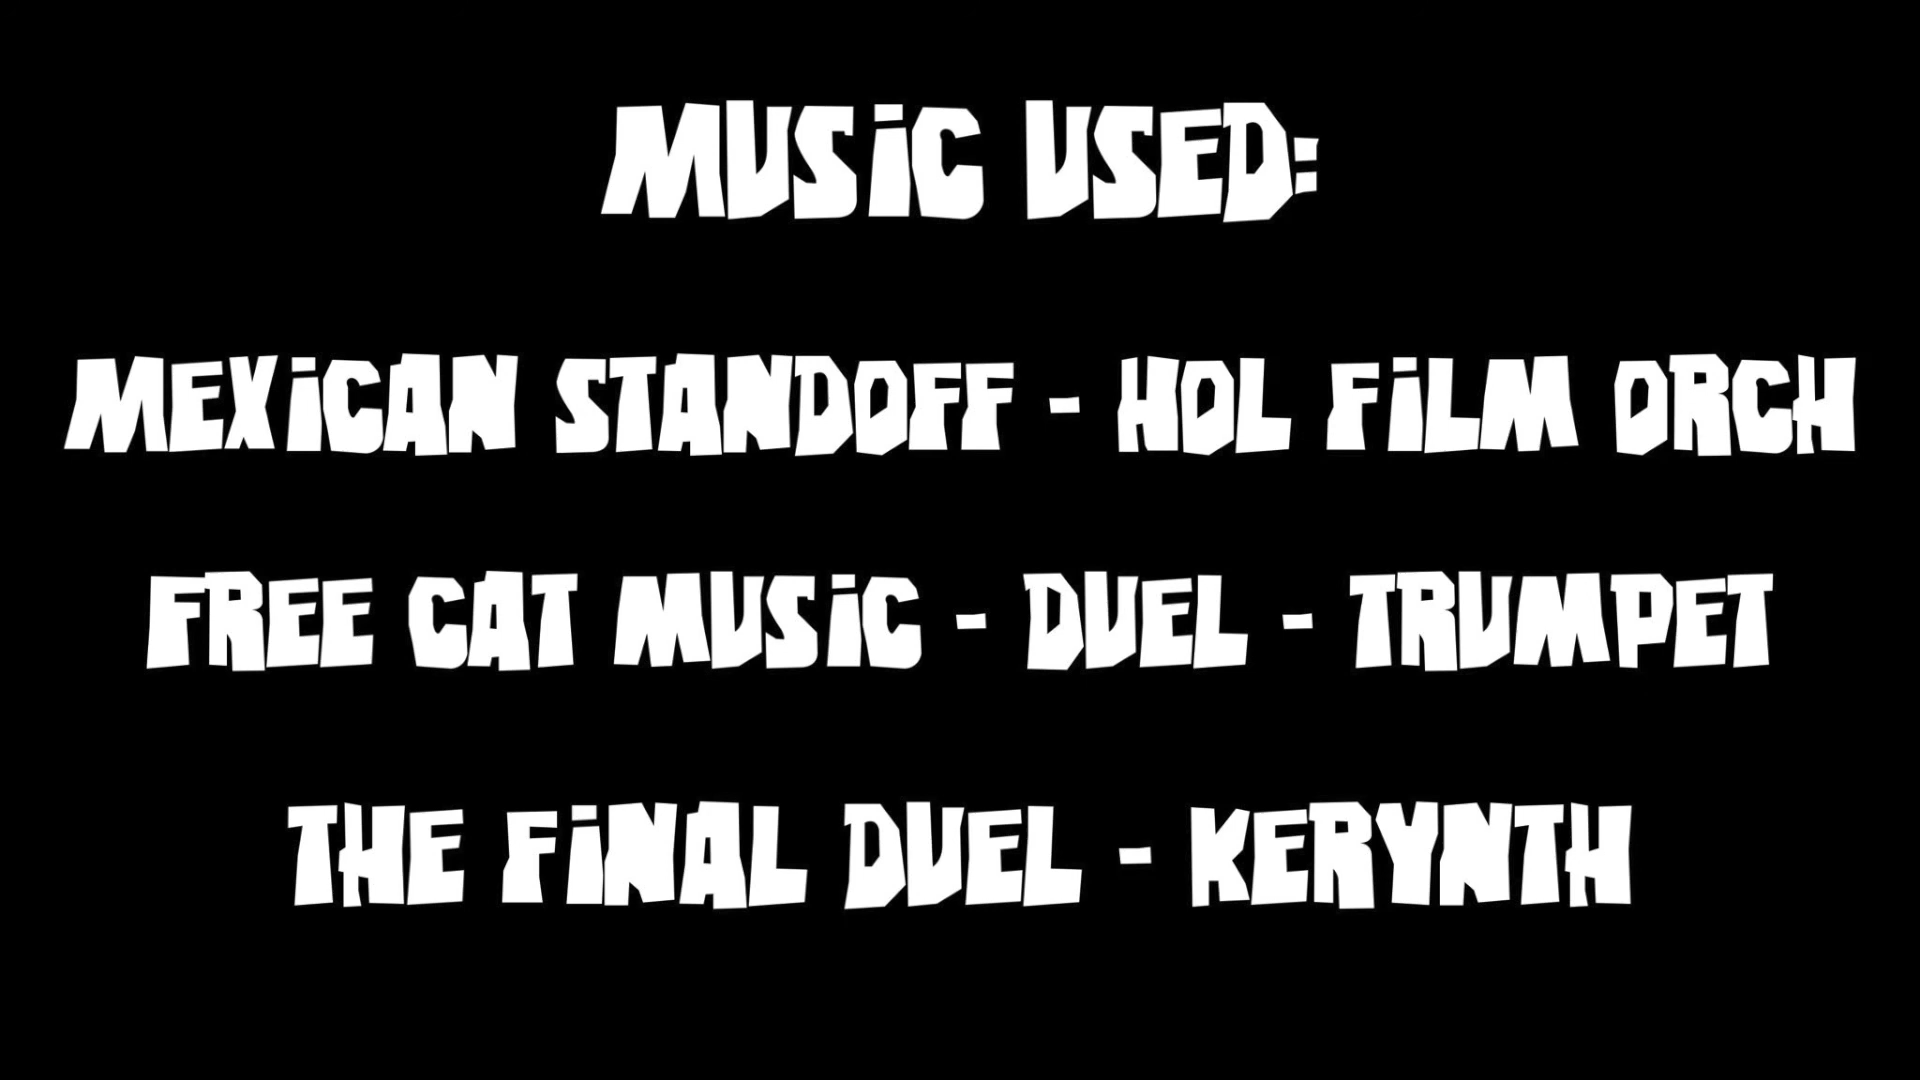 MUSiC USED:
MEXiCAN STANDOFF - HOL FiLM ORCH
FREE CAT MUSiC - DUEL - TRUMPET
THE FiNAL DUEL - KERYNTH